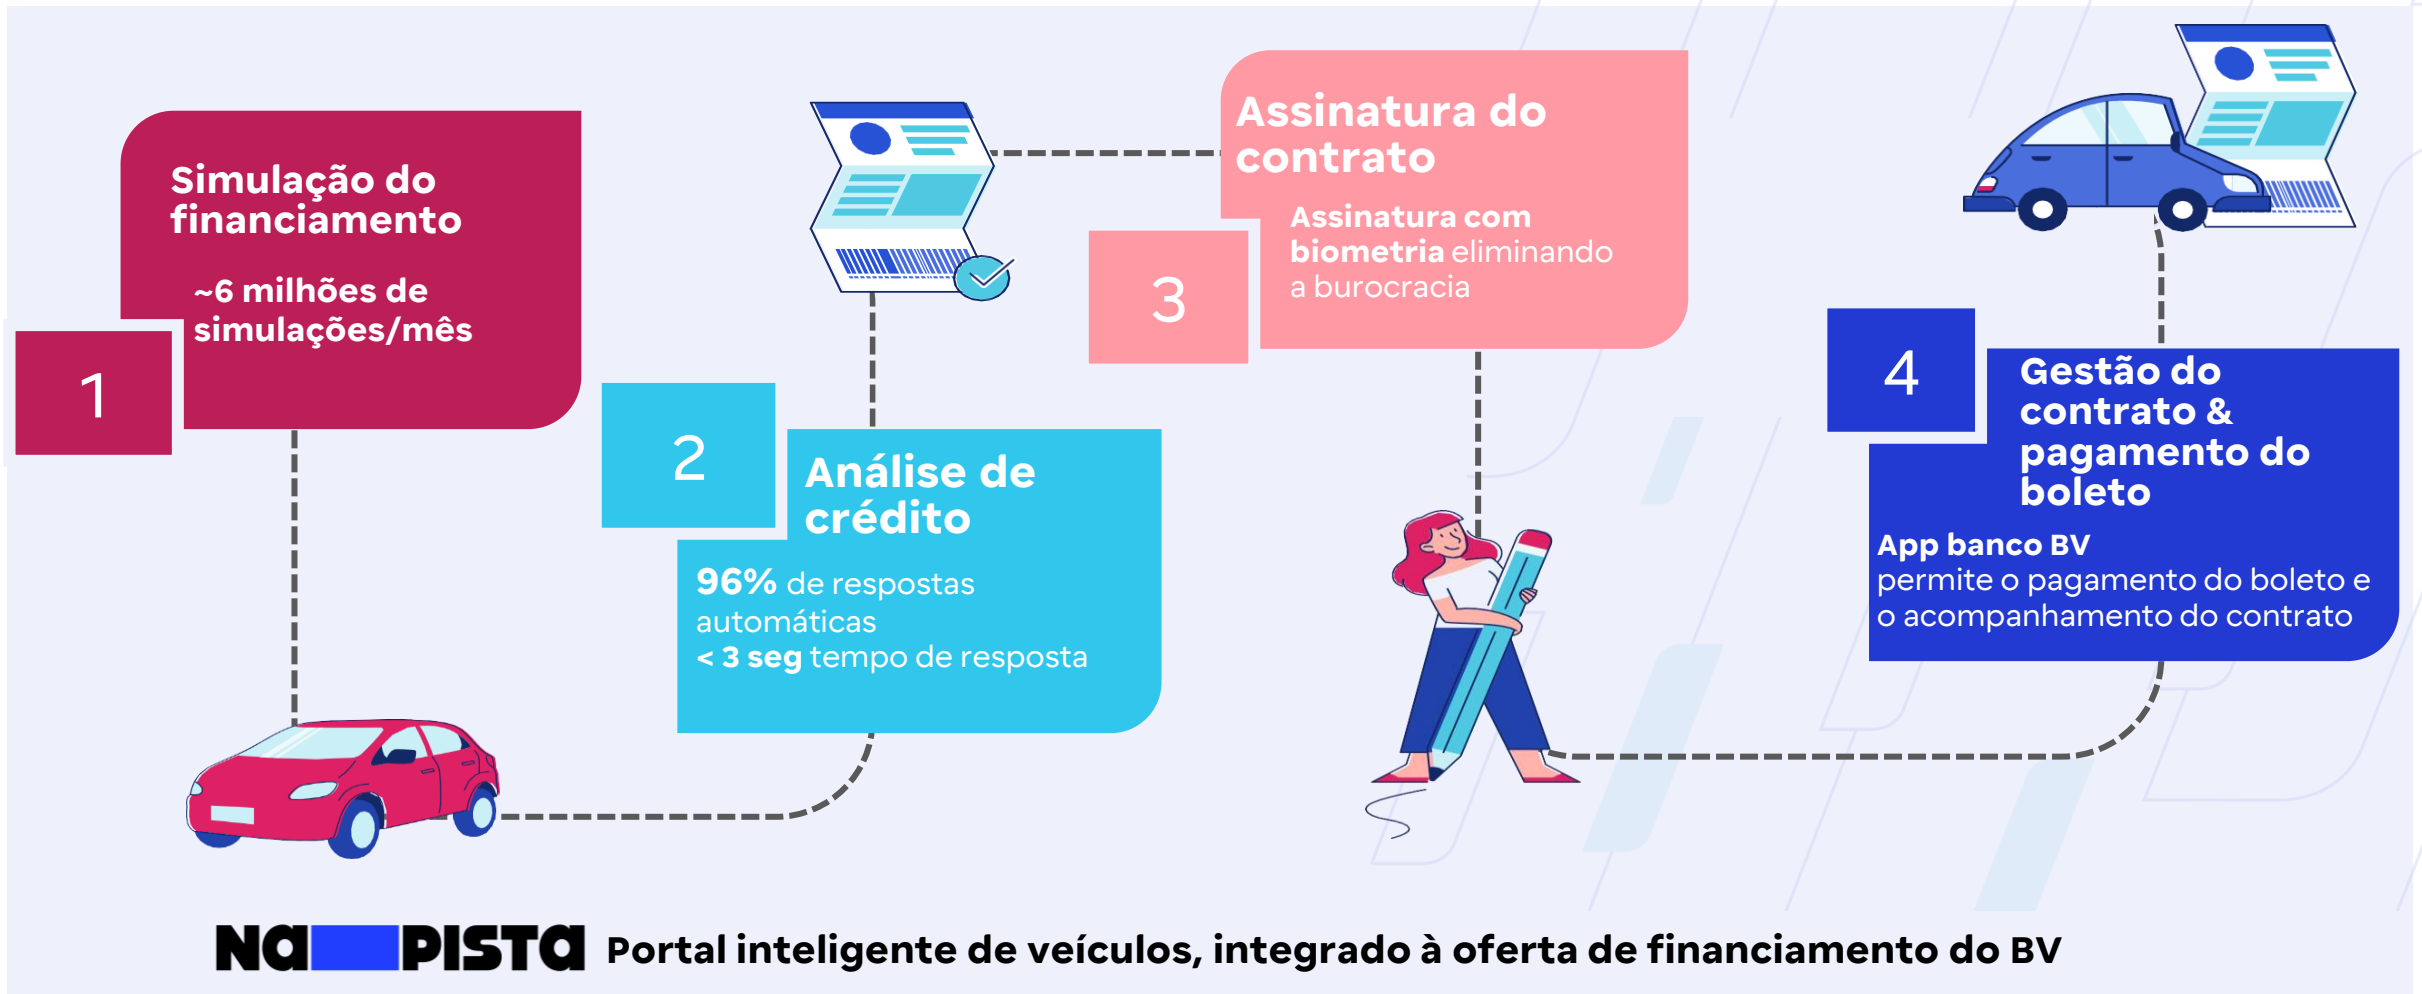 1
Simulação do
financiamento
~6 milhões de
simulações/mês
2
Análise de
crédito
96% de respostas
automáticas
< 3 seg tempo de resposta
3
Assinatura do
contrato
Assinatura com
biometria eliminando
a burocracia
4
Gestão do
contrato &
pagamento do
boleto
App banco BV
permite o pagamento do boleto e
o acompanhamento do contrato
Na PISTa Portal inteligente de veículos, integrado à oferta de financiamento do BV